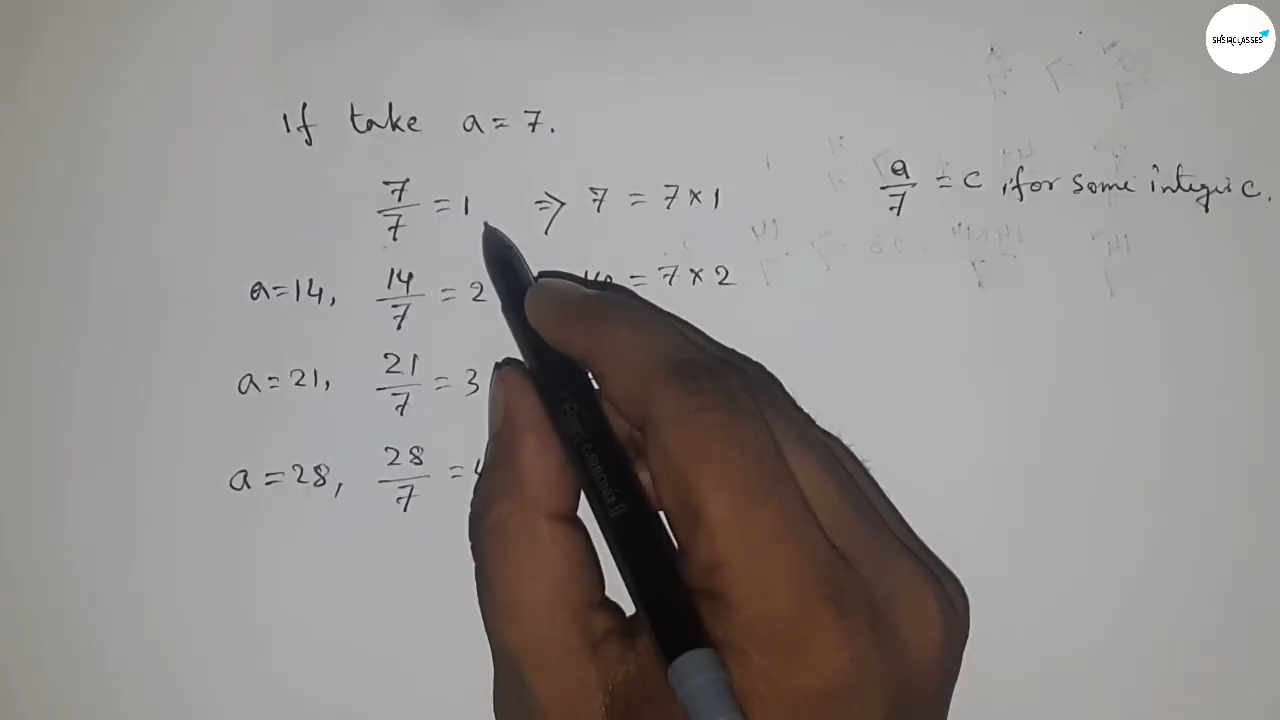 SHSIRCLASSES
If take a = 7.
7/7 = 1 ⇒ 7 = 7 × 1
a/7 = c, for some integer c.
a = 14, 14/7 = 2 = 7 × 2
a = 21, 21/7 = 3
a = 28, 28/7 =